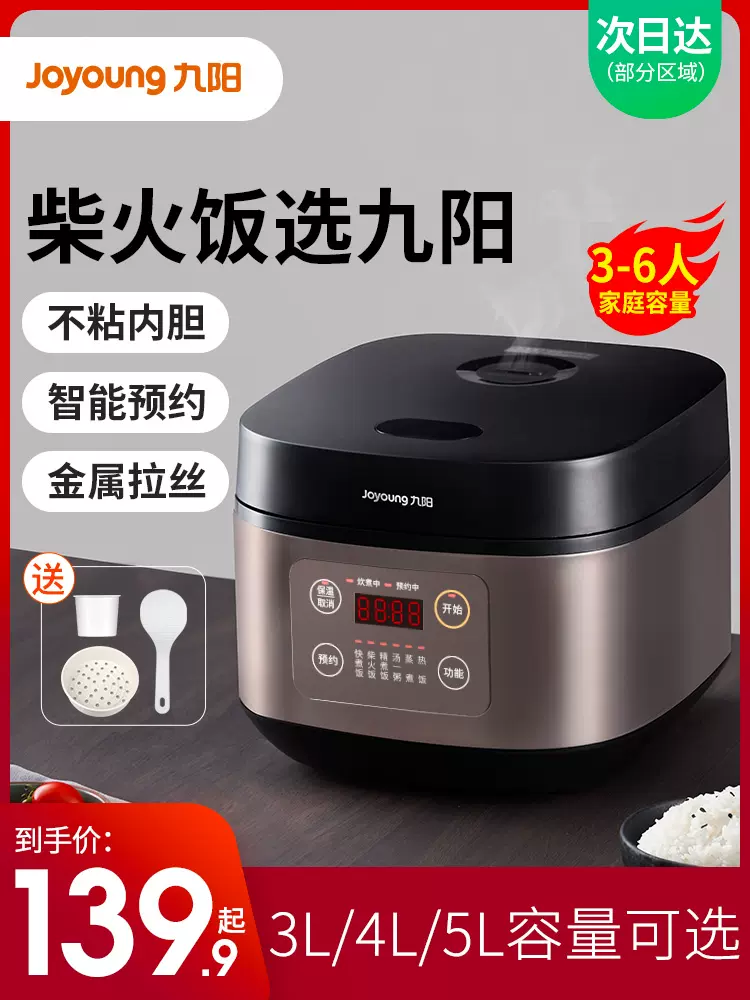 Joyoung 九阳
次日达
(部分区域)
柴火饭选九阳
3-6人
家庭容量
不粘内胆
智能预约
金属拉丝
Joyoung 九阳
送
保温
取消
炊煮中
预约中
8888
开始
预约
快煮饭
柴火饭
精煮饭
汤—粥
蒸煮
热饭
功能
到手价:
139.9起
3L/4L/5L容量可选